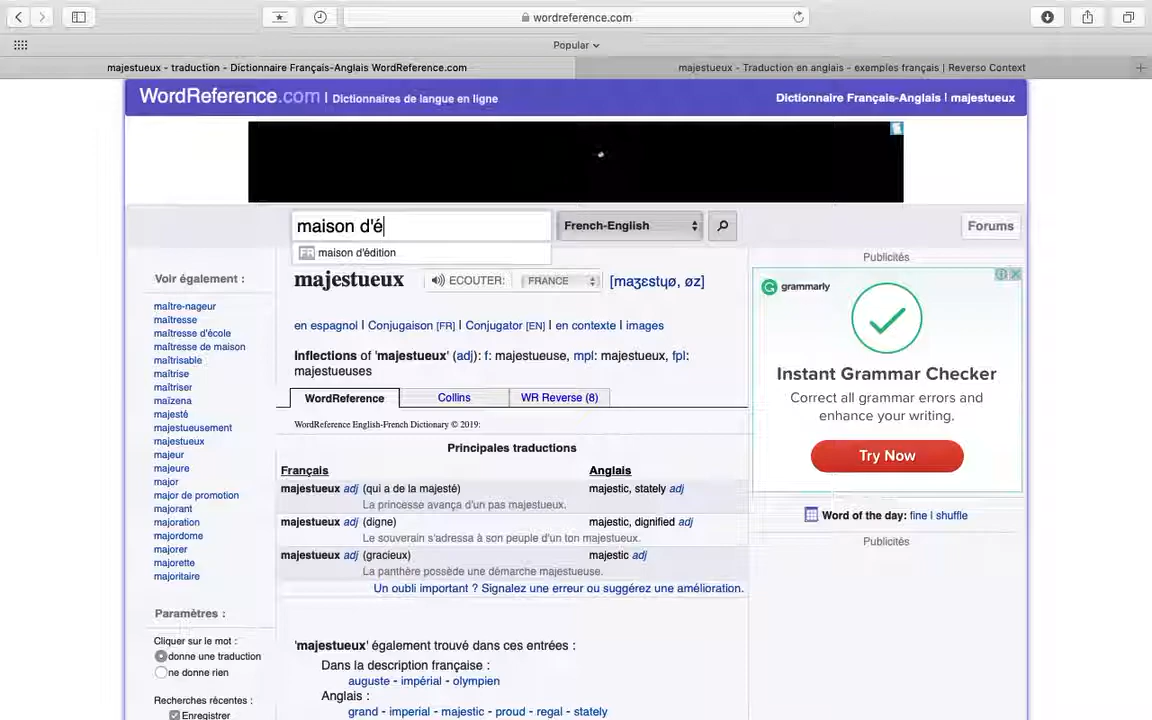 wordreference.com
Popular
majestueux - traduction - Dictionnaire Français-Anglais WordReference.com
majestueux - Traduction en anglais - exemples français | Reverso Context
WordReference.com | Dictionnaires de langue en ligne
Dictionnaire Français-Anglais | majestueux
maison d'é
French-English
Forums
FR maison d'édition
Publicités
Voir également :
maître-nageur
maîtresse
maîtresse d'école
maîtresse de maison
maîtrisable
maîtrise
maîtriser
maïzena
majesté
majestueusement
majestueux
majeur
majeure
major
major de promotion
majorant
majoration
majordome
majorer
majorette
majoritaire
Paramètres :
Cliquer sur le mot :
donne une traduction
ne donne rien
Recherches récentes :
Enregistrer
majestueux ECOUTER: FRANCE [maʒɛstɥø, øz]
en espagnol | Conjugaison [FR] | Conjugator [EN] | en contexte | images
Inflections of 'majestueux' (adj): f: majestueuse, mpl: majestueux, fpl:
majestueuses
WordReference Collins WR Reverse (8)
WordReference English-French Dictionary © 2019:
Principales traductions
Français Anglais
majestueux adj (qui a de la majesté) majestic, stately adj
La princesse avança d'un pas majestueux.
majestueux adj (digne) majestic, dignified adj
Le souverain s'adressa à son peuple d'un ton majestueux.
majestueux adj (gracieux) majestic adj
La panthère possède une démarche majestueuse.
Un oubli important ? Signalez une erreur ou suggérez une amélioration.
'majestueux' également trouvé dans ces entrées :
Dans la description française :
auguste - impérial - olympien
Anglais :
grand - imperial - majestic - proud - regal - stately
grammarly
Instant Grammar Checker
Correct all grammar errors and
enhance your writing.
Try Now
Word of the day: fine | shuffle
Publicités